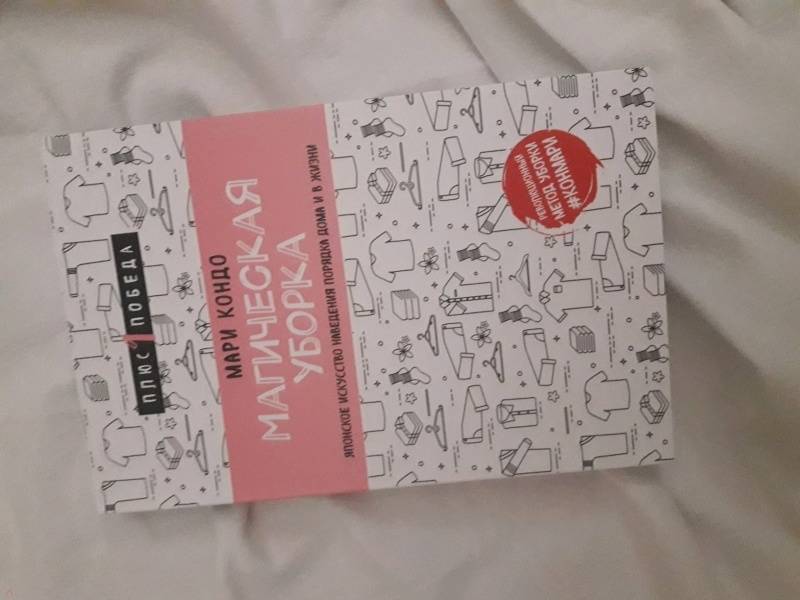 ПЛЮС 1 ПОБЕДА
МАРИ КОНДО
МАГИЧЕСКАЯ
УБОРКА
ЯПОНСКОЕ ИСКУССТВО НАВЕДЕНИЯ ПОРЯДКА ДОМА И В ЖИЗНИ
РЕВОЛЮЦИОННЫЙ
МЕТОД УБОРКИ
#КОНМАРИ